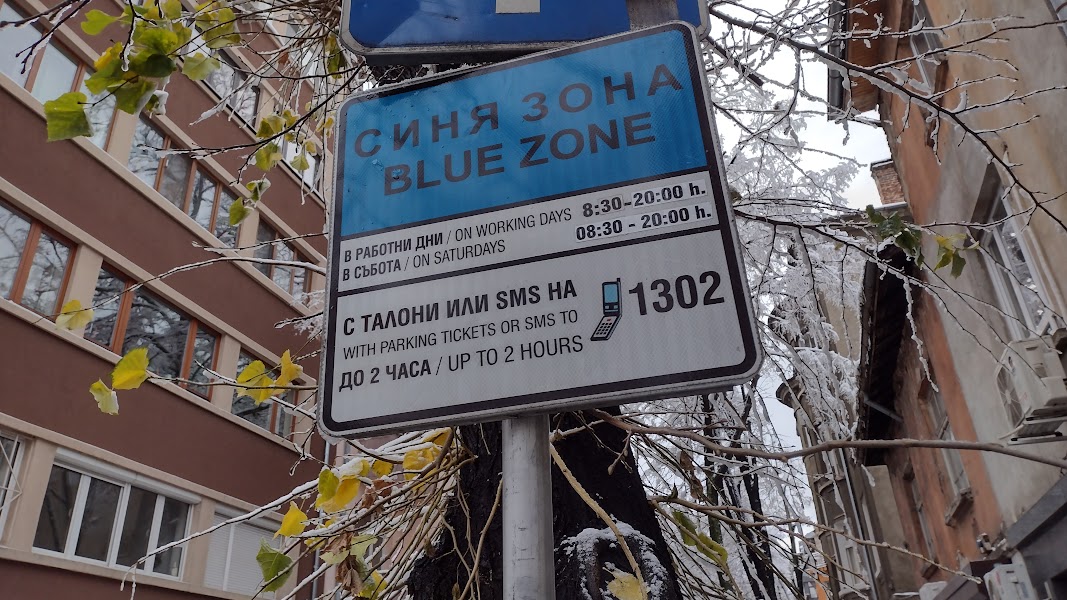 СИНЯ ЗОНА
BLUE ZONE
В РАБОТНИ ДНИ / ON WORKING DAYS 8:30-20:00 h.
В СЪБОТА / ON SATURDAYS 08:30 - 20:00 h.
С ТАЛОНИ ИЛИ SMS НА 1302
WITH PARKING TICKETS OR SMS TO
ДО 2 ЧАСА / UP TO 2 HOURS